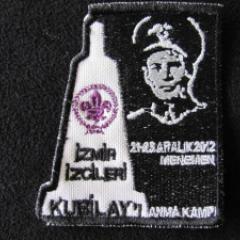 İZMİR
İZCİLERİ
21-23 ARALIK 2012
MENEMEN
KUBİLAY'I ANMA KAMPI